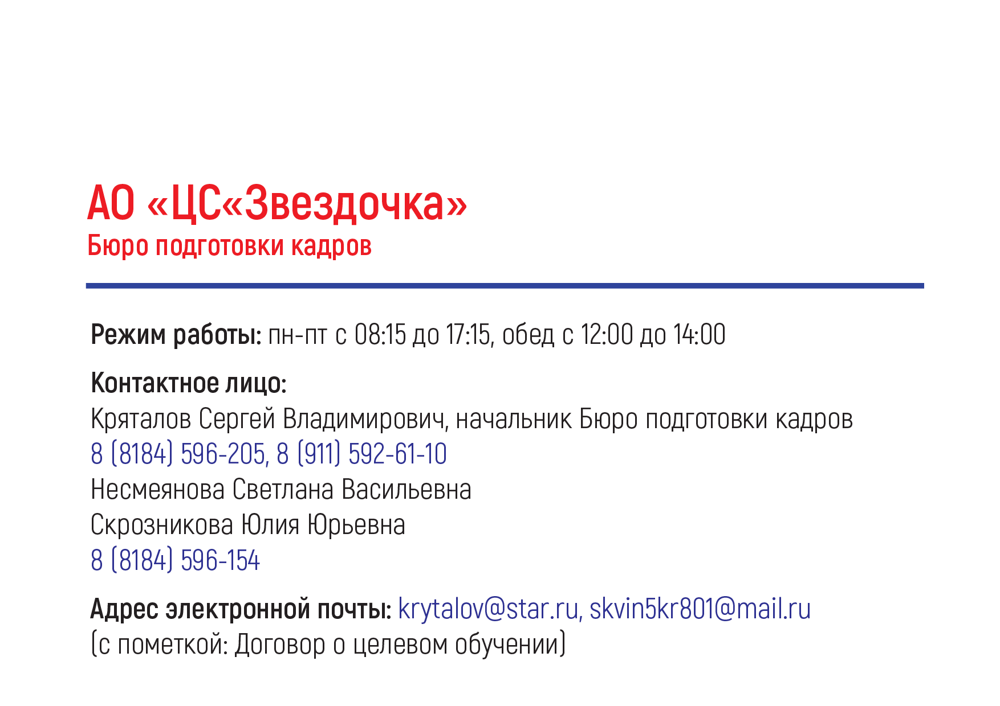 АО «ЦС«Звездочка»
Бюро подготовки кадров
Режим работы: пн-пт с 08:15 до 17:15, обед с 12:00 до 14:00
Контактное лицо:
Кряталов Сергей Владимирович, начальник Бюро подготовки кадров
8 (8184) 596-205, 8 (911) 592-61-10
Несмеянова Светлана Васильевна
Скрозникова Юлия Юрьевна
8 (8184) 596-154
Адрес электронной почты: krytalov@star.ru, skvin5kr801@mail.ru
(с пометкой: Договор о целевом обучении)